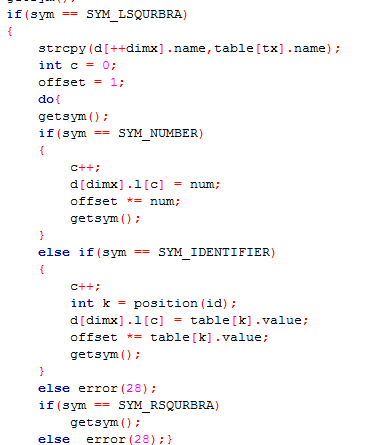 if(sym == SYM_LSQURBRA)
{
strcpy(d[++dimx].name,table[tx].name);
int c = 0;
offset = 1;
do{
getsym();
if(sym == SYM_NUMBER)
{
c++;
d[dimx].l[c] = num;
offset *= num;
getsym();
}
else if(sym == SYM_IDENTIFIER)
{
c++;
int k = position(id);
d[dimx].l[c] = table[k].value;
offset *= table[k].value;
getsym();
}
else error(28);
if(sym == SYM_RSQURBRA)
getsym();
else  error(28);}